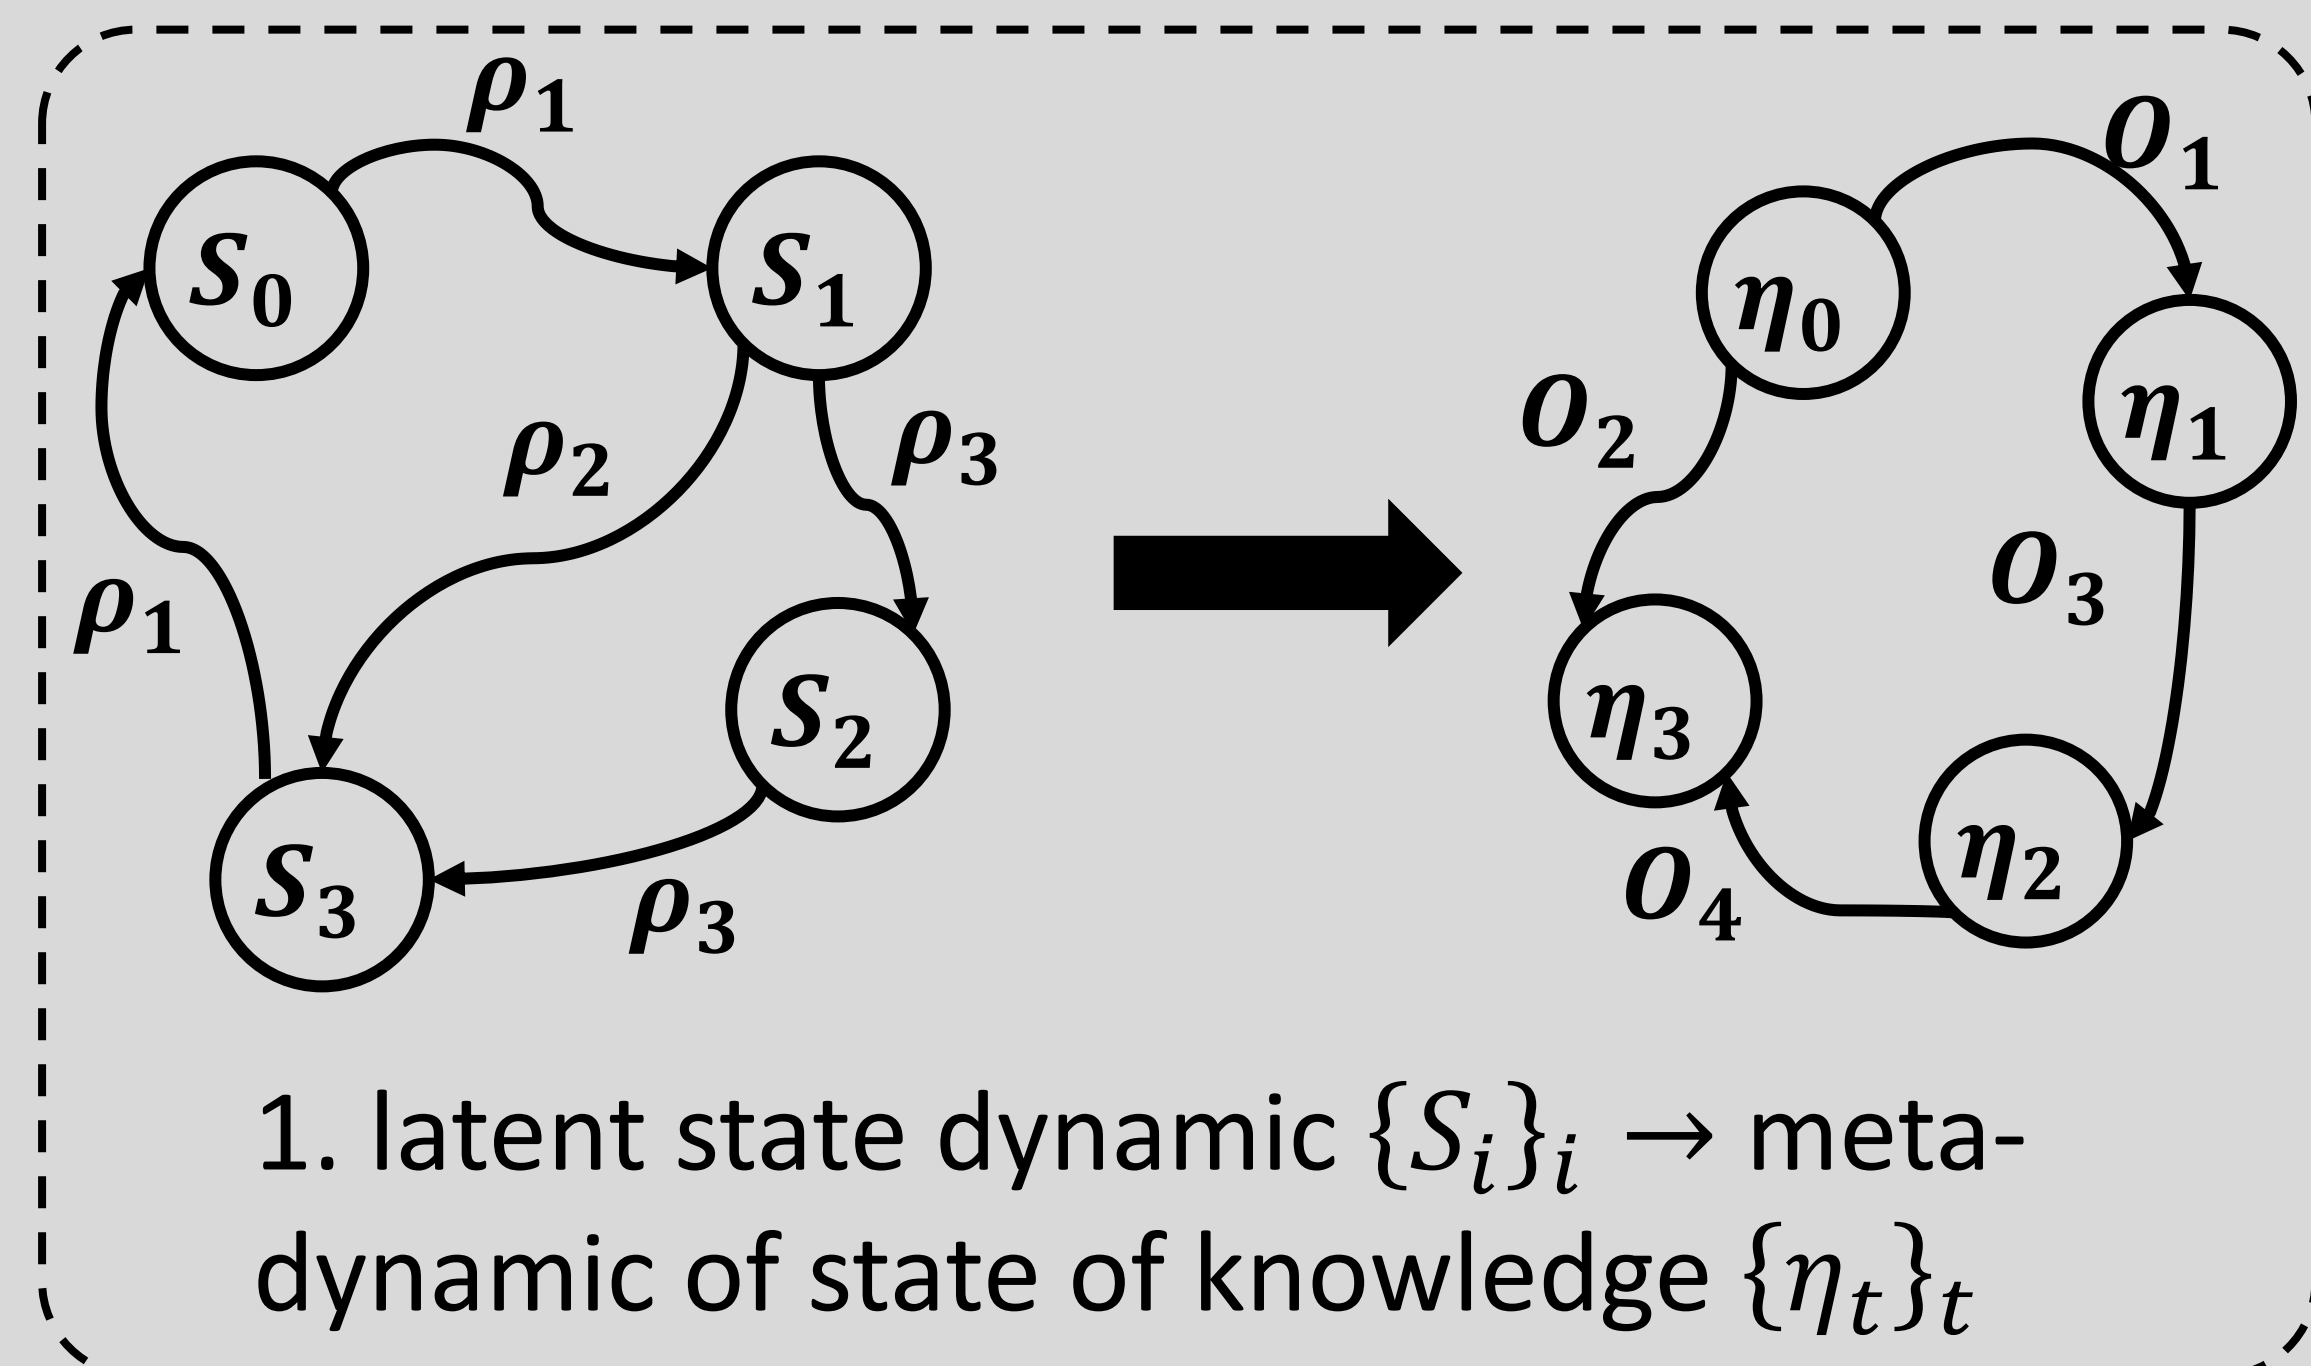 ρ₁
S₀
S₁
ρ₂
ρ₃
ρ₁
S₂
S₃
ρ₃
O₁
η₀
O₂
η₁
O₃
η₃
η₂
O₄
1. latent state dynamic {Sᵢ}ᵢ → meta-
dynamic of state of knowledge {ηₜ}ₜ